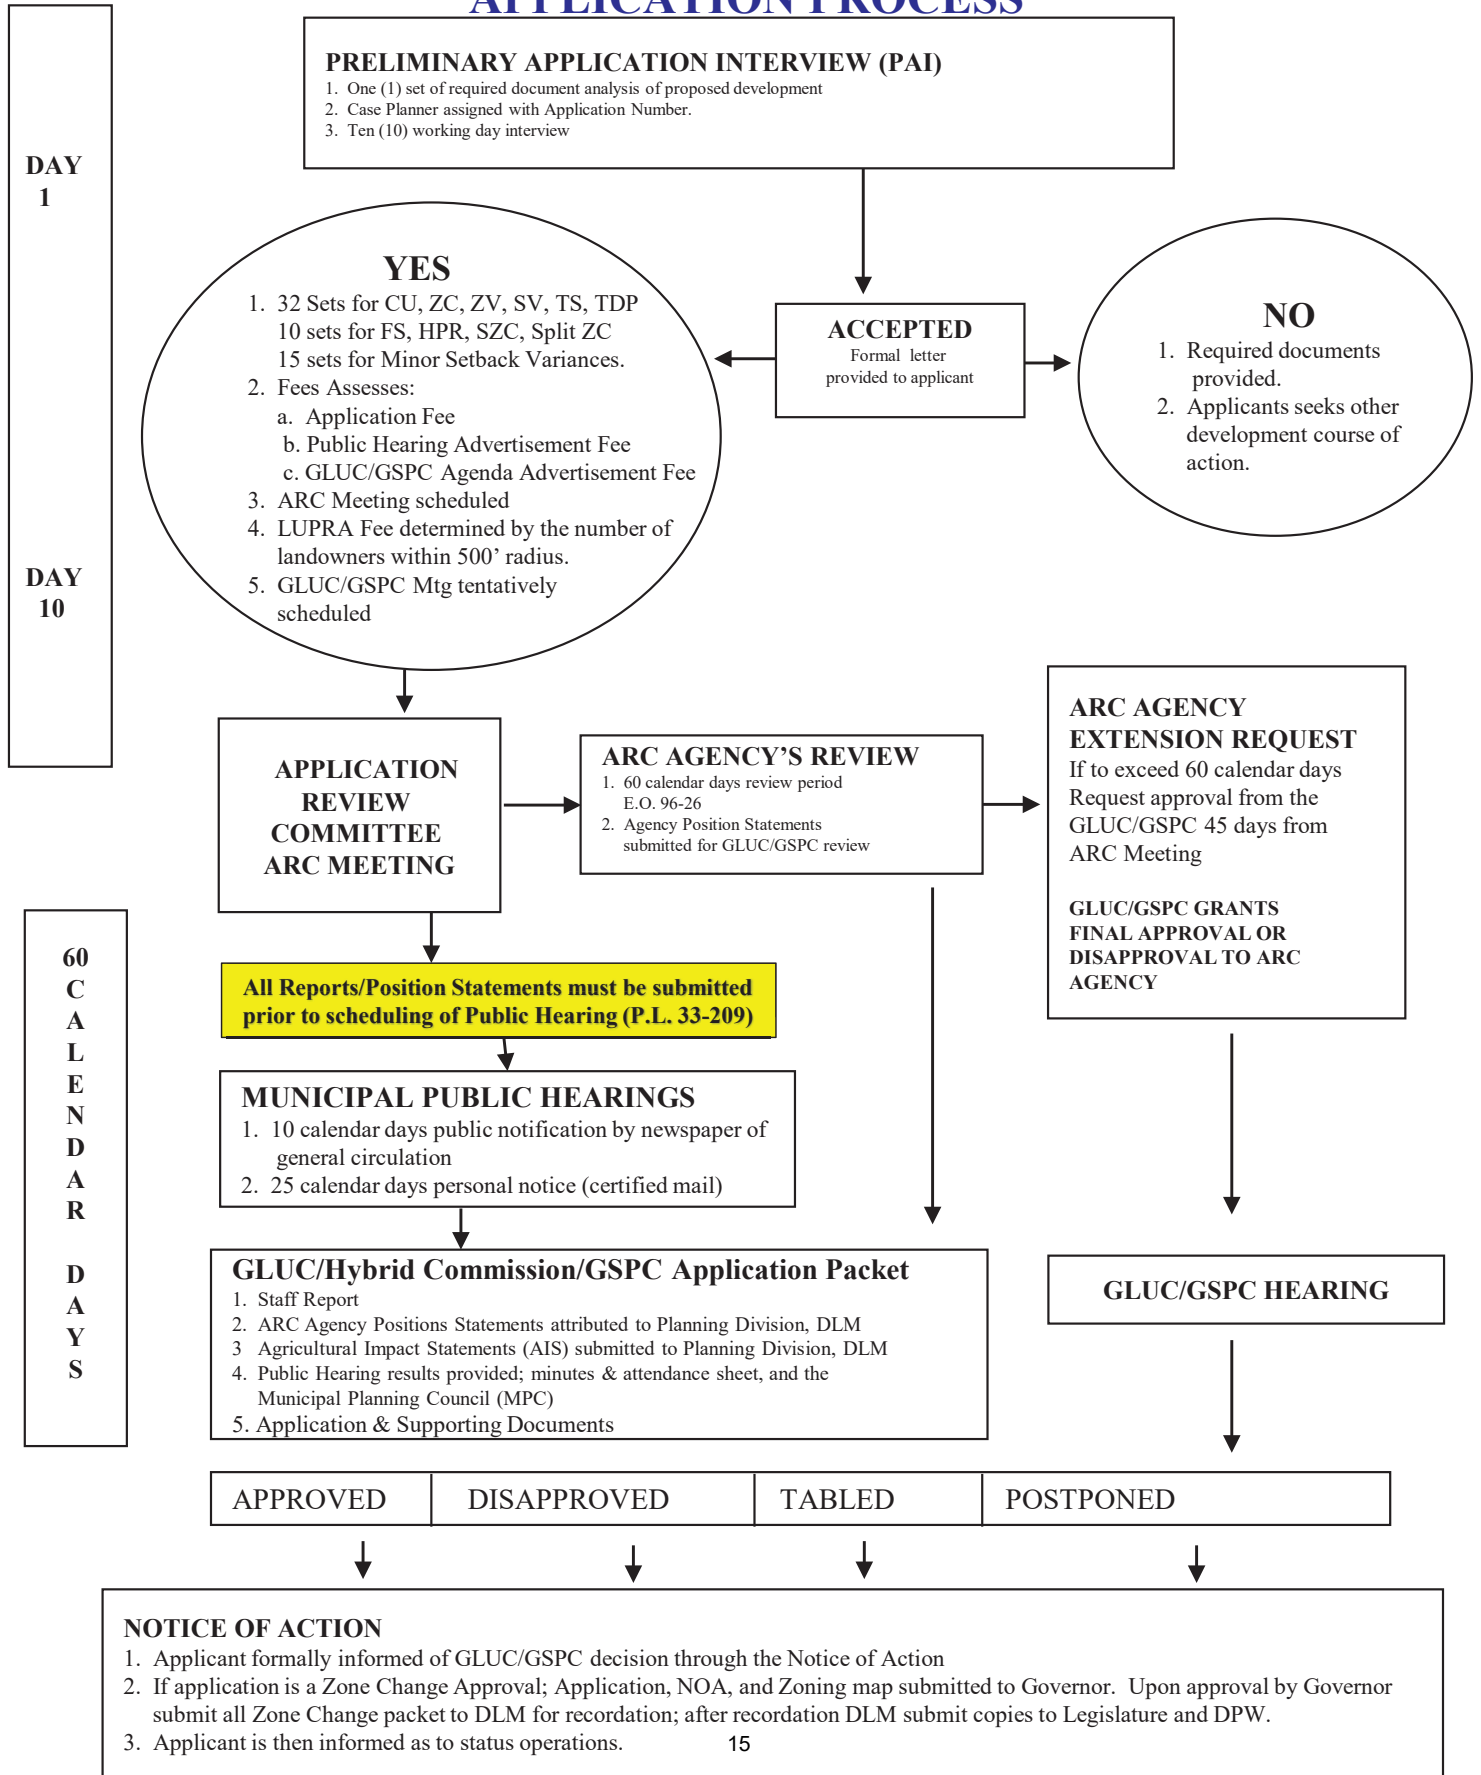 APPLICATION PROCESS
PRELIMINARY APPLICATION INTERVIEW (PAI)
1. One (1) set of required document analysis of proposed development
2. Case Planner assigned with Application Number.
3. Ten (10) working day interview
DAY
1
YES
1. 32 Sets for CU, ZC, ZV, SV, TS, TDP
10 sets for FS, HPR, SZC, Split ZC
15 sets for Minor Setback Variances.
2. Fees Assesses:
a. Application Fee
b. Public Hearing Advertisement Fee
c. GLUC/GSPC Agenda Advertisement Fee
3. ARC Meeting scheduled
4. LUPRA Fee determined by the number of
landowners within 500’ radius.
5. GLUC/GSPC Mtg tentatively
scheduled
ACCEPTED
Formal letter
provided to applicant
NO
1. Required documents
provided.
2. Applicants seeks other
development course of
action.
DAY
10
APPLICATION
REVIEW
COMMITTEE
ARC MEETING
ARC AGENCY’S REVIEW
1. 60 calendar days review period
E.O. 96-26
2. Agency Position Statements
submitted for GLUC/GSPC review
ARC AGENCY
EXTENSION REQUEST
If to exceed 60 calendar days
Request approval from the
GLUC/GSPC 45 days from
ARC Meeting
GLUC/GSPC GRANTS
FINAL APPROVAL OR
DISAPPROVAL TO ARC
AGENCY
60
C
A
L
E
N
D
A
R
D
A
Y
S
All Reports/Position Statements must be submitted
prior to scheduling of Public Hearing (P.L. 33-209)
MUNICIPAL PUBLIC HEARINGS
1. 10 calendar days public notification by newspaper of
general circulation
2. 25 calendar days personal notice (certified mail)
GLUC/Hybrid Commission/GSPC Application Packet
1. Staff Report
2. ARC Agency Positions Statements attributed to Planning Division, DLM
3 Agricultural Impact Statements (AIS) submitted to Planning Division, DLM
4. Public Hearing results provided; minutes & attendance sheet, and the
Municipal Planning Council (MPC)
5. Application & Supporting Documents
GLUC/GSPC HEARING
APPROVED DISAPPROVED TABLED POSTPONED
NOTICE OF ACTION
1. Applicant formally informed of GLUC/GSPC decision through the Notice of Action
2. If application is a Zone Change Approval; Application, NOA, and Zoning map submitted to Governor. Upon approval by Governor
submit all Zone Change packet to DLM for recordation; after recordation DLM submit copies to Legislature and DPW.
3. Applicant is then informed as to status operations.
15